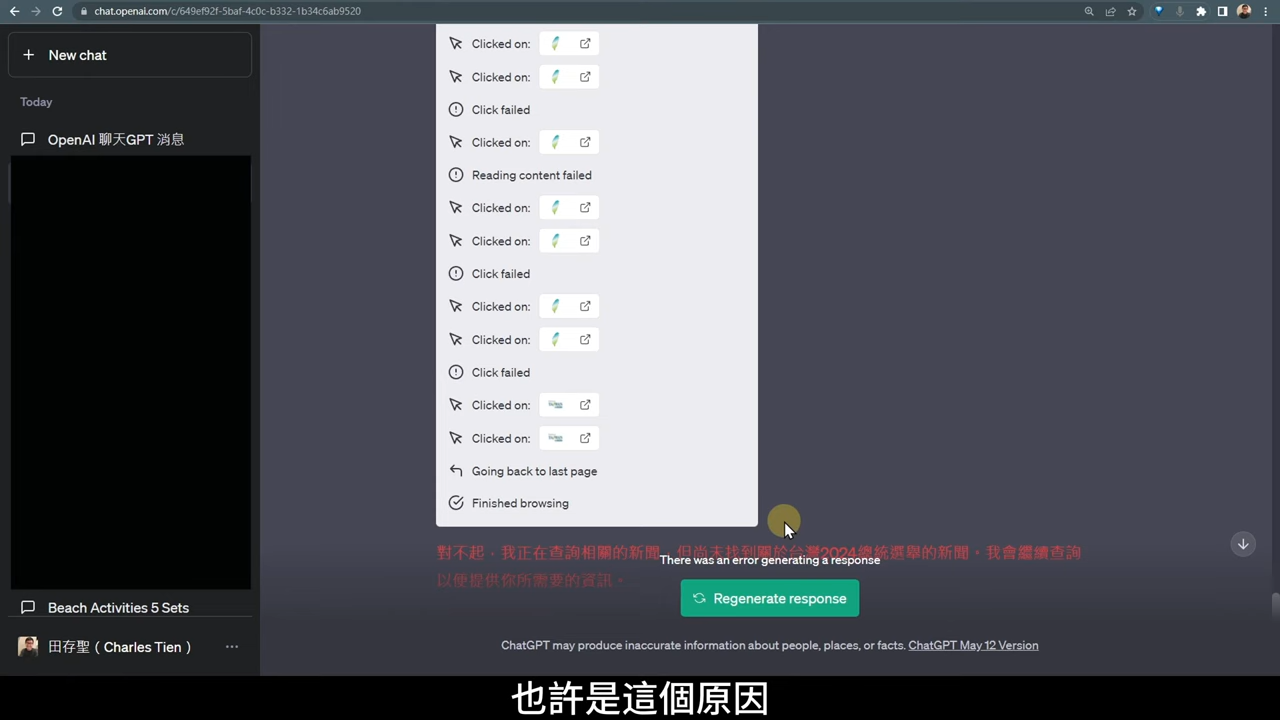 chat.openai.com/c/649ef92f-5baf-4c0c-b332-1b34c6ab9520
New chat
Today
OpenAI 聊天GPT 消息
Beach Activities 5 Sets
田存聖 ( Charles Tien )
Clicked on:
Clicked on:
Click failed
Clicked on:
Reading content failed
Clicked on:
Clicked on:
Click failed
Clicked on:
Clicked on:
Click failed
Clicked on:
Clicked on:
Going back to last page
Finished browsing
對不起，我正在查詢相關的新聞，但尚未找到關於台灣2024總統選舉的新聞，我會繼續查詢
以便提供你所需要的資訊。
There was an error generating a response
Regenerate response
ChatGPT may produce inaccurate information about people, places, or facts. ChatGPT May 12 Version
也許是這個原因